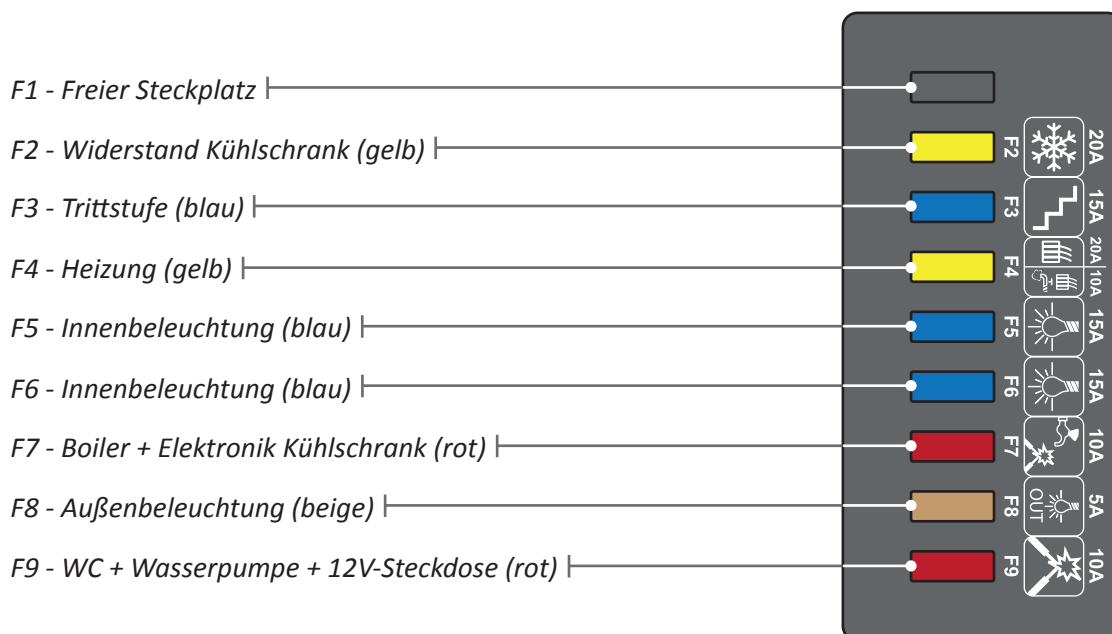 F1 - Freier Steckplatz
F2 - Widerstand Kühlschrank (gelb)
F2
20A
F3 - Trittstufe (blau)
F3
15A
F4 - Heizung (gelb)
F4
20A
10A
F5 - Innenbeleuchtung (blau)
F5
15A
F6 - Innenbeleuchtung (blau)
F6
15A
F7 - Boiler + Elektronik Kühlschrank (rot)
F7
10A
F8 - Außenbeleuchtung (beige)
F8
OUT
5A
F9 - WC + Wasserpumpe + 12V-Steckdose (rot)
F9
10A